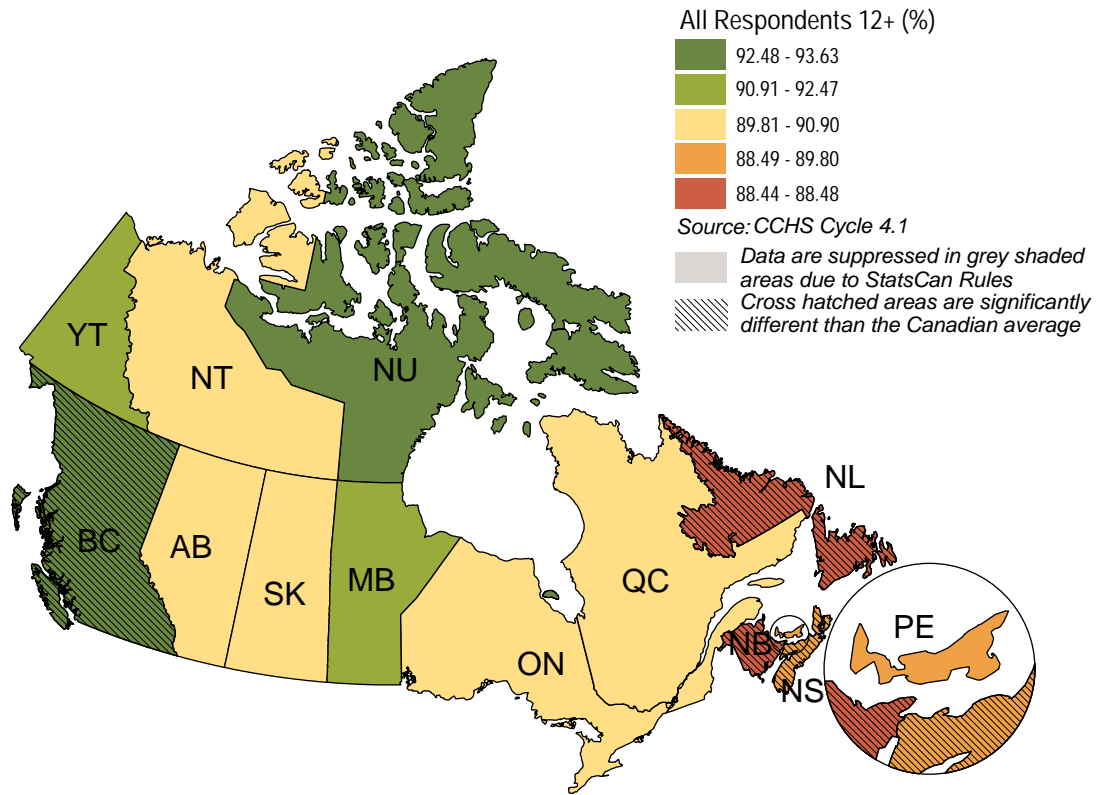 All Respondents 12+ (%)
92.48 - 93.63
90.91 - 92.47
89.81 - 90.90
88.49 - 89.80
88.44 - 88.48
Source: CCHS Cycle 4.1
Data are suppressed in grey shaded
areas due to StatsCan Rules
Cross hatched areas are significantly
different than the Canadian average
YT
NT
NU
NL
BC
AB
SK
MB
QC
ON
PE
NB
NS